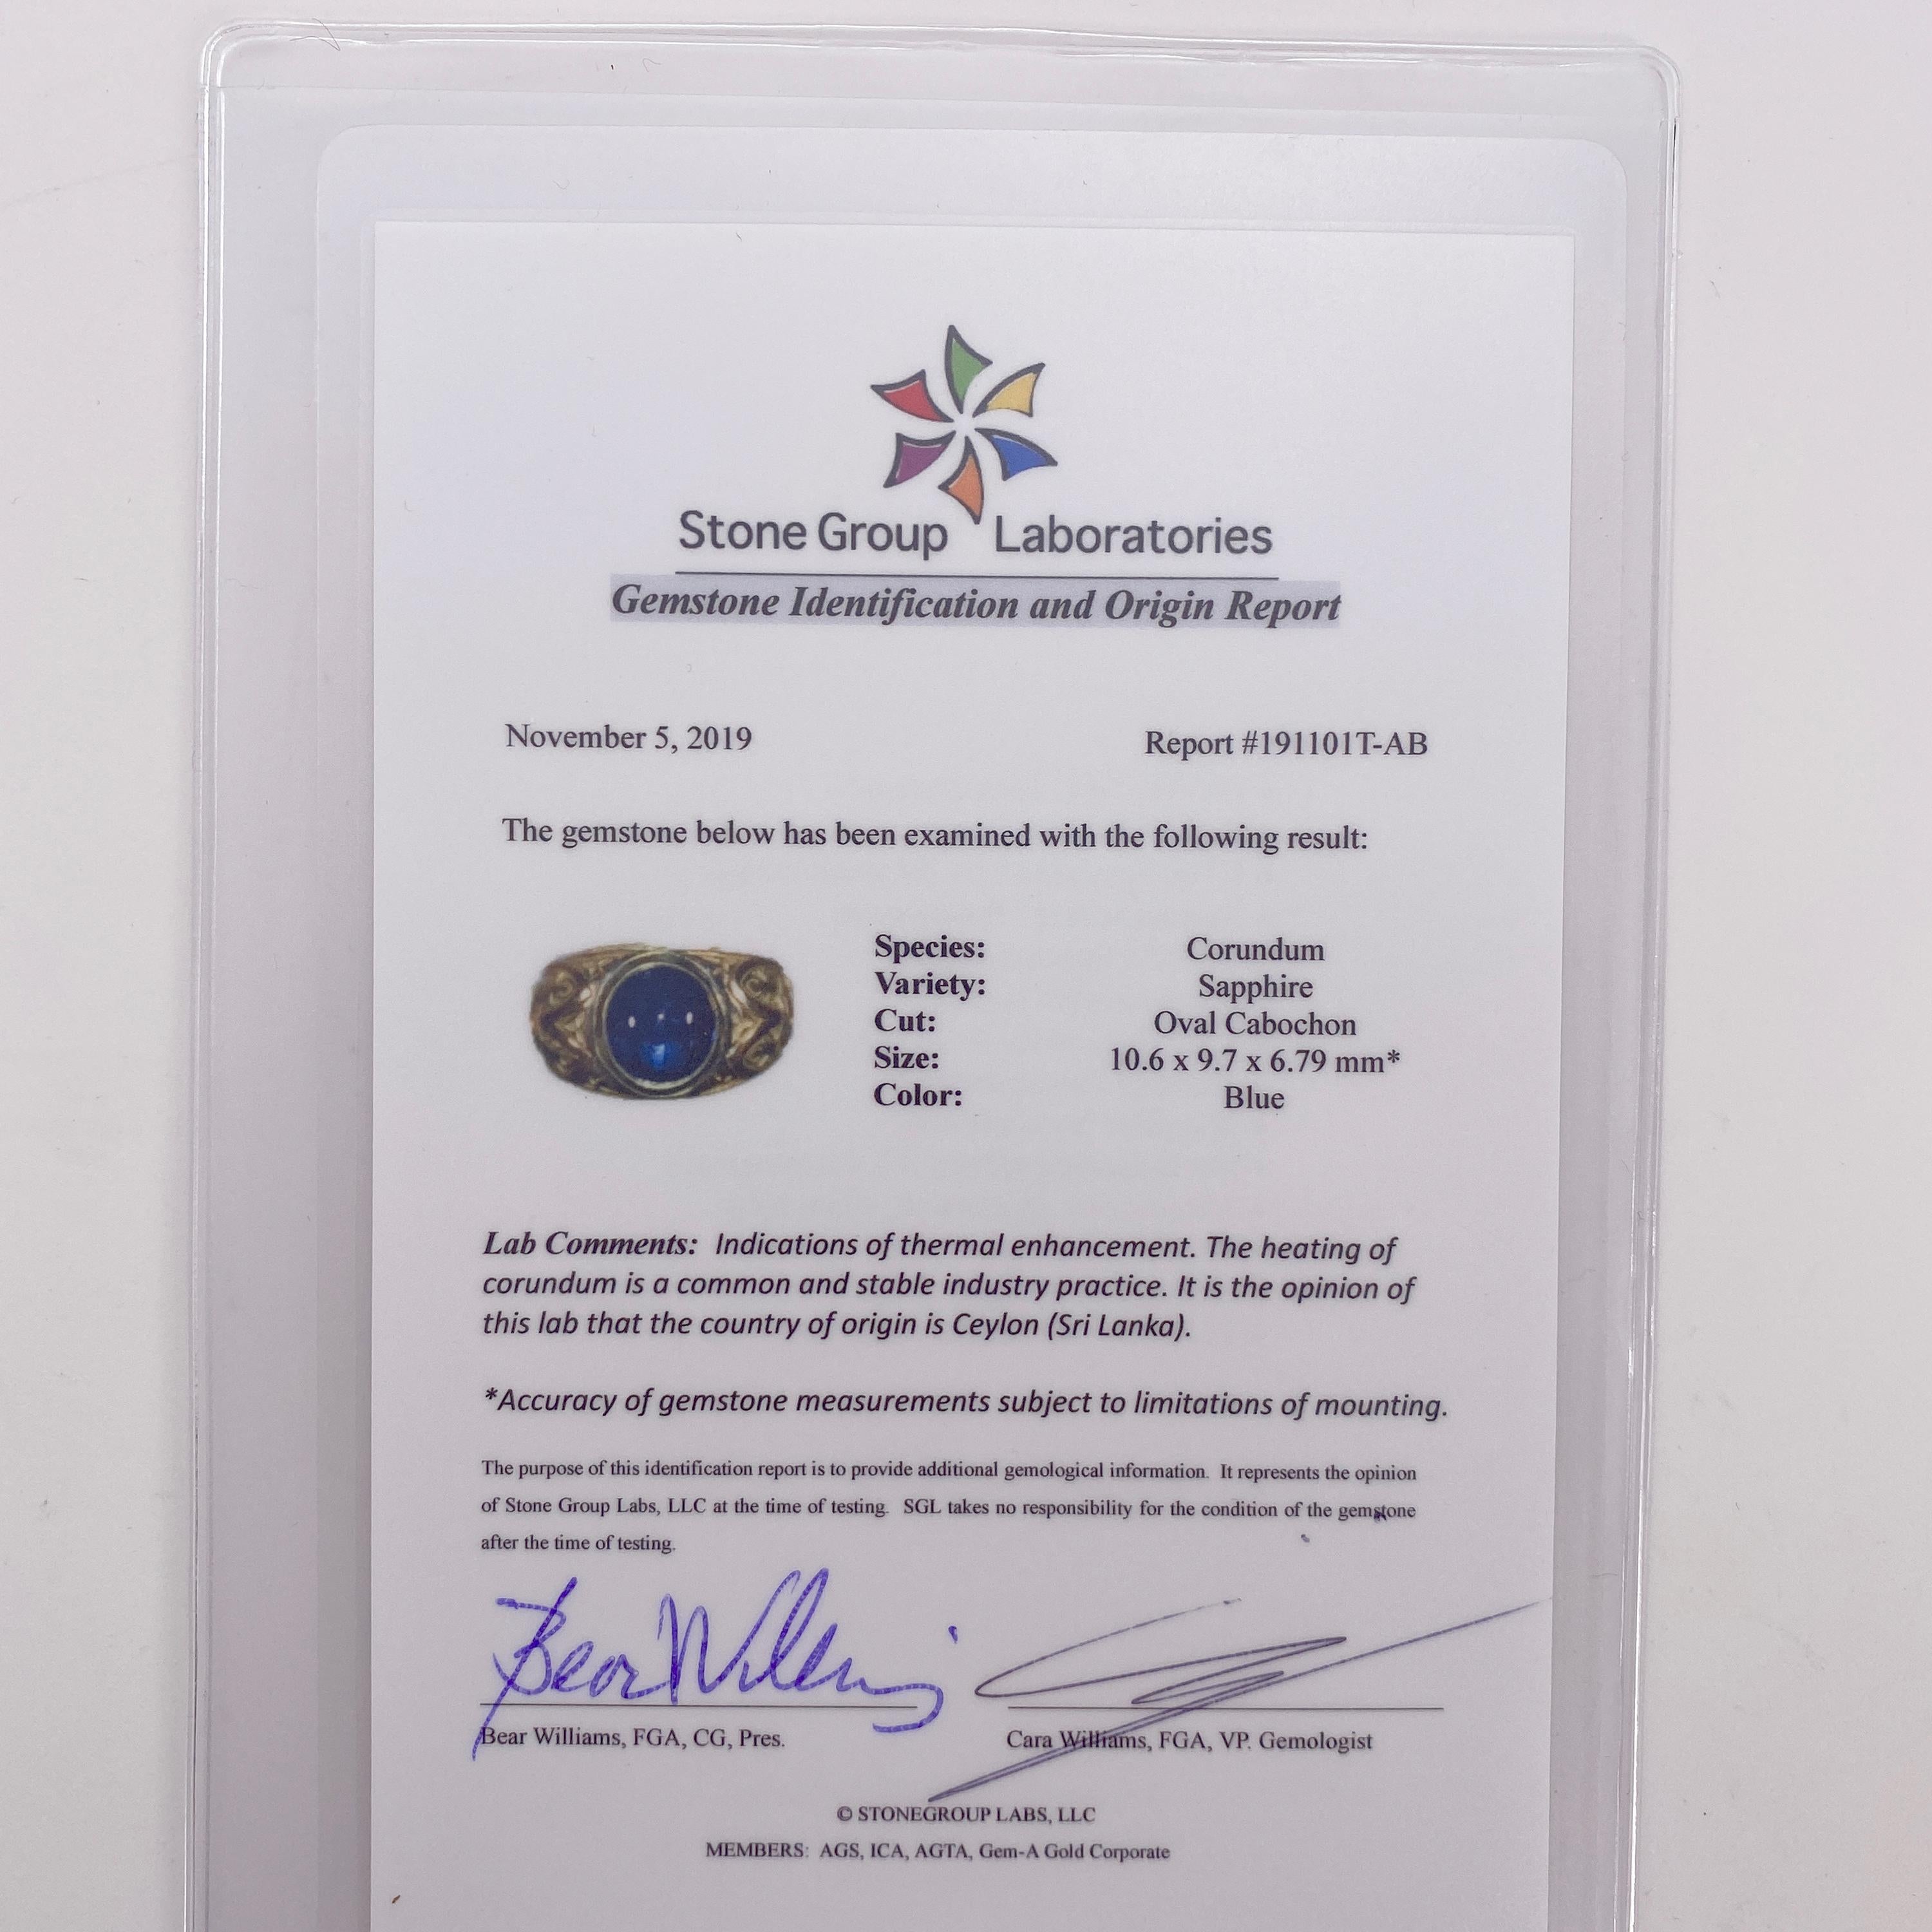 Stone Group Laboratories
Gemstone Identification and Origin Report
November 5, 2019 Report #191101T-AB
The gemstone below has been examined with the following result:
Species: Corundum
Variety: Sapphire
Cut: Oval Cabochon
Size: 10.6 x 9.7 x 6.79 mm*
Color: Blue
Lab Comments: Indications of thermal enhancement. The heating of
corundum is a common and stable industry practice. It is the opinion of
this lab that the country of origin is Ceylon (Sri Lanka).
*Accuracy of gemstone measurements subject to limitations of mounting.
The purpose of this identification report is to provide additional gemological information. It represents the opinion
of Stone Group Labs, LLC at the time of testing. SGL takes no responsibility for the condition of the gemstone
after the time of testing.
Bear Williams
Bear Williams, FGA, CG, Pres. Cara Williams, FGA, VP. Gemologist
© STONEGROUP LABS, LLC
MEMBERS: AGS, ICA, AGTA, Gem-A Gold Corporate